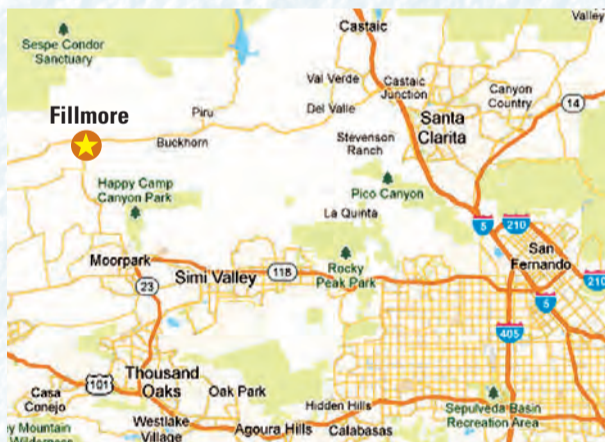 Castaic
Valley
Sespe Condor
Sanctuary
Val Verde
Castaic
Junction
Canyon
Country
14
Fillmore
Piru
Del Valle
Santa
Clarita
Buckhorn
Stevenson
Ranch
Happy Camp
Canyon Park
Pico Canyon
La Quinta
5
210
Moorpark
Simi Valley
118
Rocky
Peak Park
San
Fernando
23
210
5
405
101
Thousand
Oaks
Casa
Conejo
Oak Park
Hidden Hills
Sepulveda Basin
Recreation Area
ey Mountain
Wilderness
Westlake
Village
Agoura Hills
Calabasas